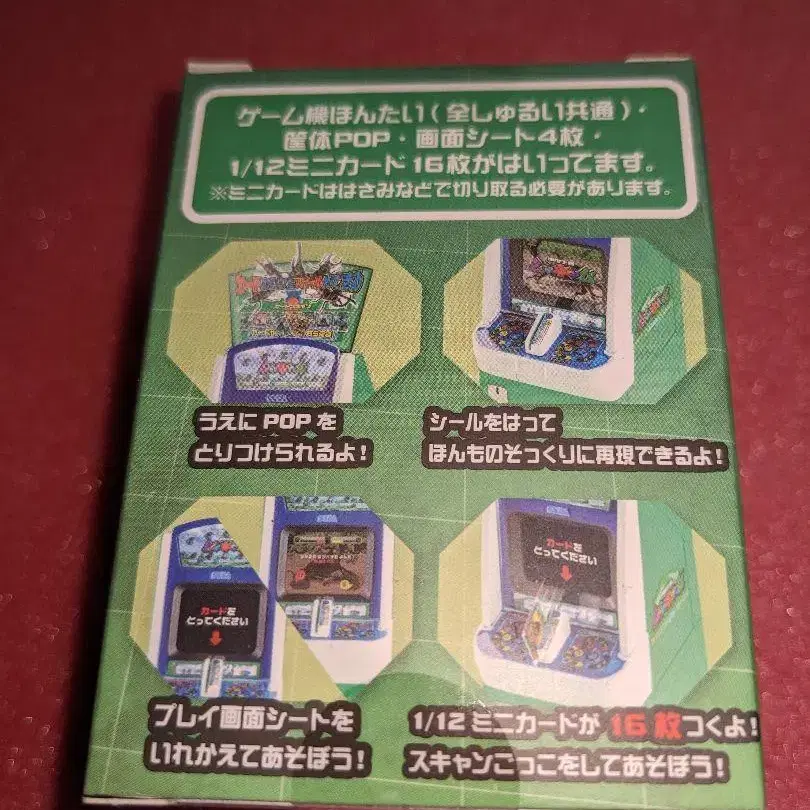 ゲーム機ほんたい(全しゅるい共通)・
筐体POP・画面シート4枚・
1/12ミニカード16枚がはいってます。
※ミニカードははさみなどで切り取る必要があります。
SEGA
うえに POP を
とりつけられるよ!
シールをはって
ほんものそっくりに再現できるよ!
SEGA
カードを
とってください
カードを
とってください
プレイ画面シートを
いれかえてあそぼう!
1/12 ミニカードが 16 枚つくよ!
スキャンごっこをしてあそぼう!